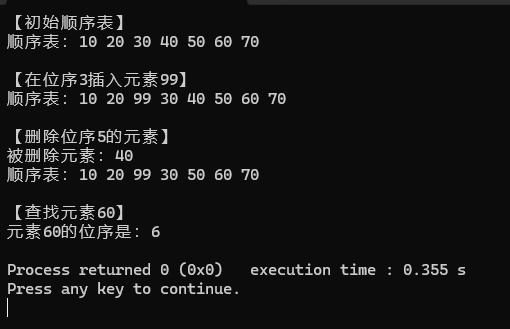 【初始顺序表】
顺序表: 10 20 30 40 50 60 70
【在位序3插入元素99】
顺序表: 10 20 99 30 40 50 60 70
【删除位序5的元素】
被删除元素: 40
顺序表: 10 20 99 30 50 60 70
【查找元素60】
元素60的位序是: 6
Process returned 0 (0x0)   execution time : 0.355 s
Press any key to continue.